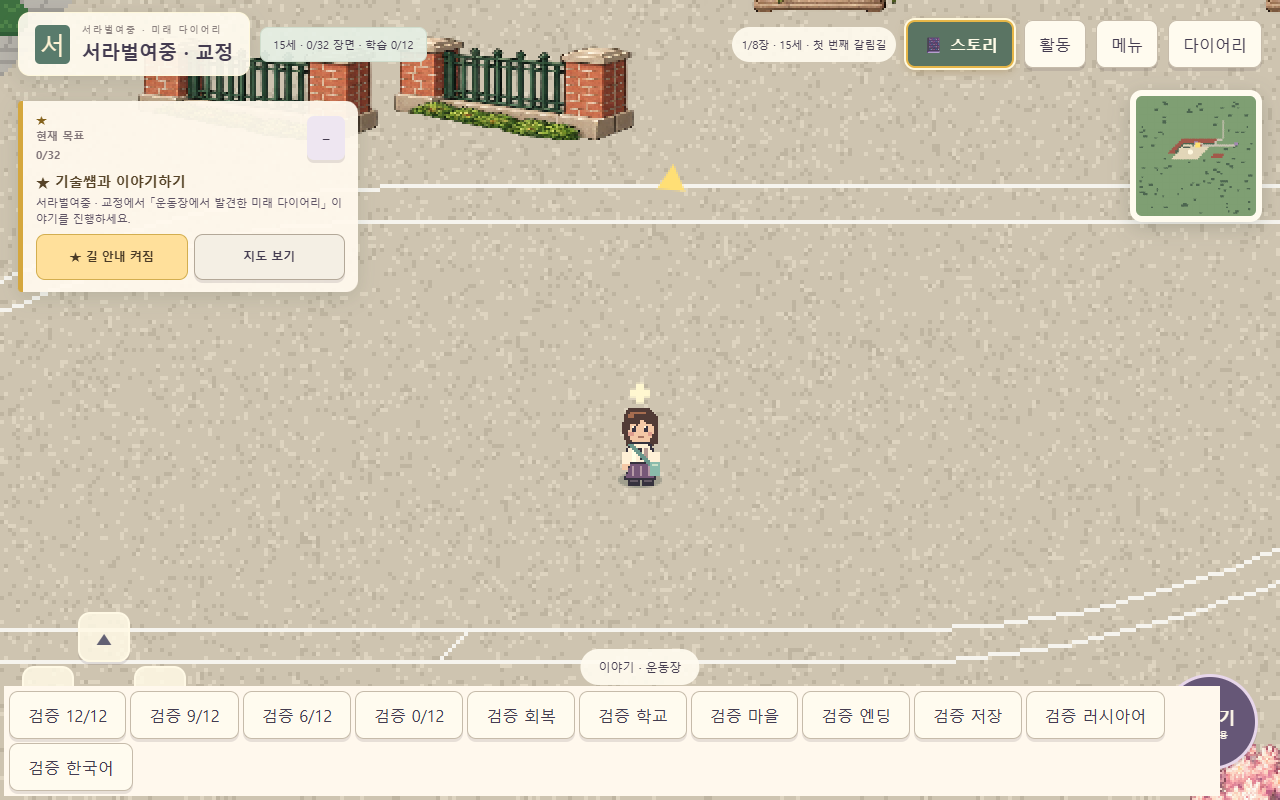 서
서라벌여중 · 미래 다이어리
서라벌여중 · 교정
15세 · 0/32 장면 · 학습 0/12
1/8장 · 15세 · 첫 번째 갈림길
스토리
활동
메뉴
다이어리
★
현재 목표
0/32
–
★ 기술쌤과 이야기하기
서라벌여중 · 교정에서 「운동장에서 발견한 미래 다이어리」 이
야기를 진행하세요.
★ 길 안내 켜짐
지도 보기
▲
이야기 · 운동장
검증 12/12
검증 9/12
검증 6/12
검증 0/12
검증 회복
검증 학교
검증 마을
검증 엔딩
검증 저장
검증 러시아어
기
용
검증 한국어